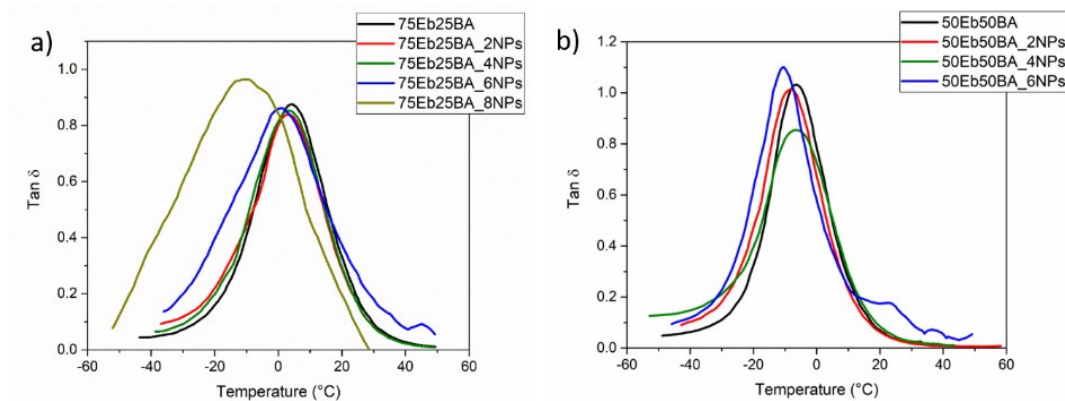 a)
75Eb25BA
75Eb25BA_2NPs
75Eb25BA_4NPs
75Eb25BA_6NPs
75Eb25BA_8NPs
1.0
0.8
0.6
0.4
0.2
0.0
Tan δ
-60 -40 -20 0 20 40 60
Temperature (°C)
b)
50Eb50BA
50Eb50BA_2NPs
50Eb50BA_4NPs
50Eb50BA_6NPs
1.2
1.0
0.8
0.6
0.4
0.2
0.0
Tan δ
-60 -40 -20 0 20 40 60
Temperature (°C)